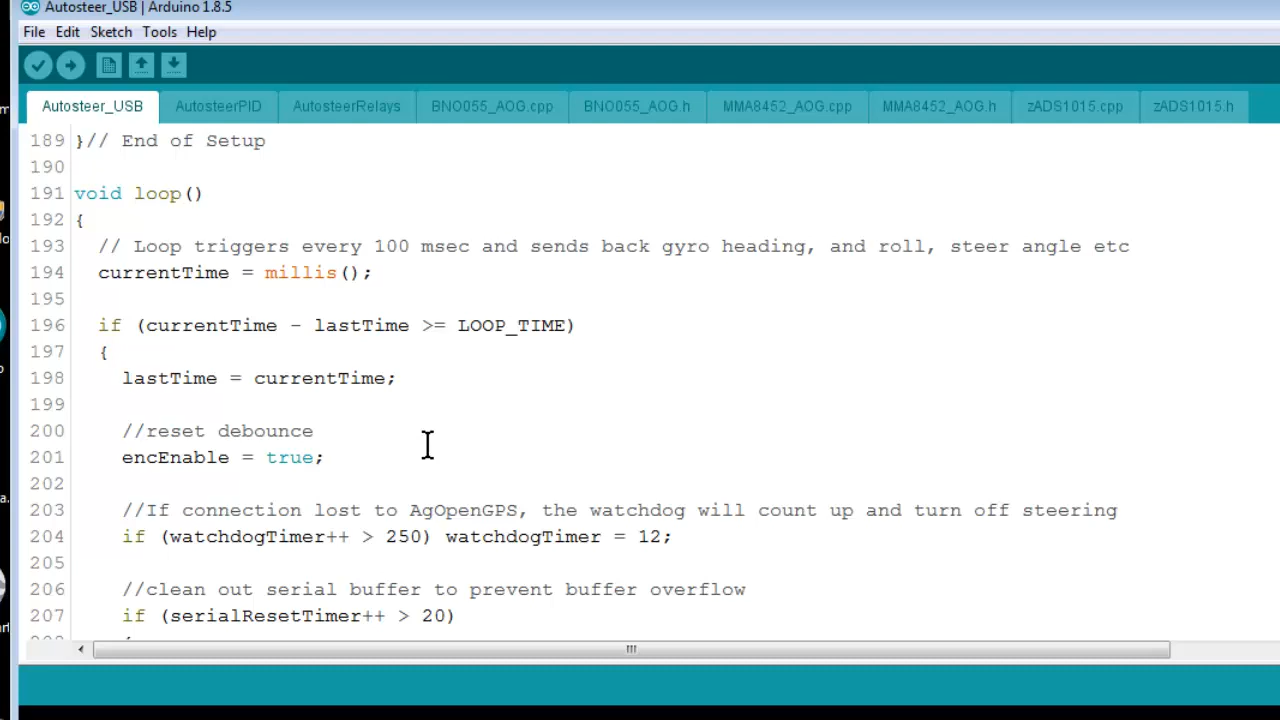 Autosteer_USB | Arduino 1.8.5
File Edit Sketch Tools Help
Autosteer_USB AutosteerPID AutosteerRelays BNO055_AOG.cpp BNO055_AOG.h MMA8452_AOG.cpp MMA8452_AOG.h zADS1015.cpp zADS1015.h
189 }// End of Setup
190
191 void loop()
192 {
193 // Loop triggers every 100 msec and sends back gyro heading, and roll, steer angle etc
194 currentTime = millis();
195
196 if (currentTime - lastTime >= LOOP_TIME)
197 {
198 lastTime = currentTime;
199
200 //reset debounce
201 encEnable = true;
202
203 //If connection lost to AgOpenGPS, the watchdog will count up and turn off steering
204 if (watchdogTimer++ > 250) watchdogTimer = 12;
205
206 //clean out serial buffer to prevent buffer overflow
207 if (serialResetTimer++ > 20)